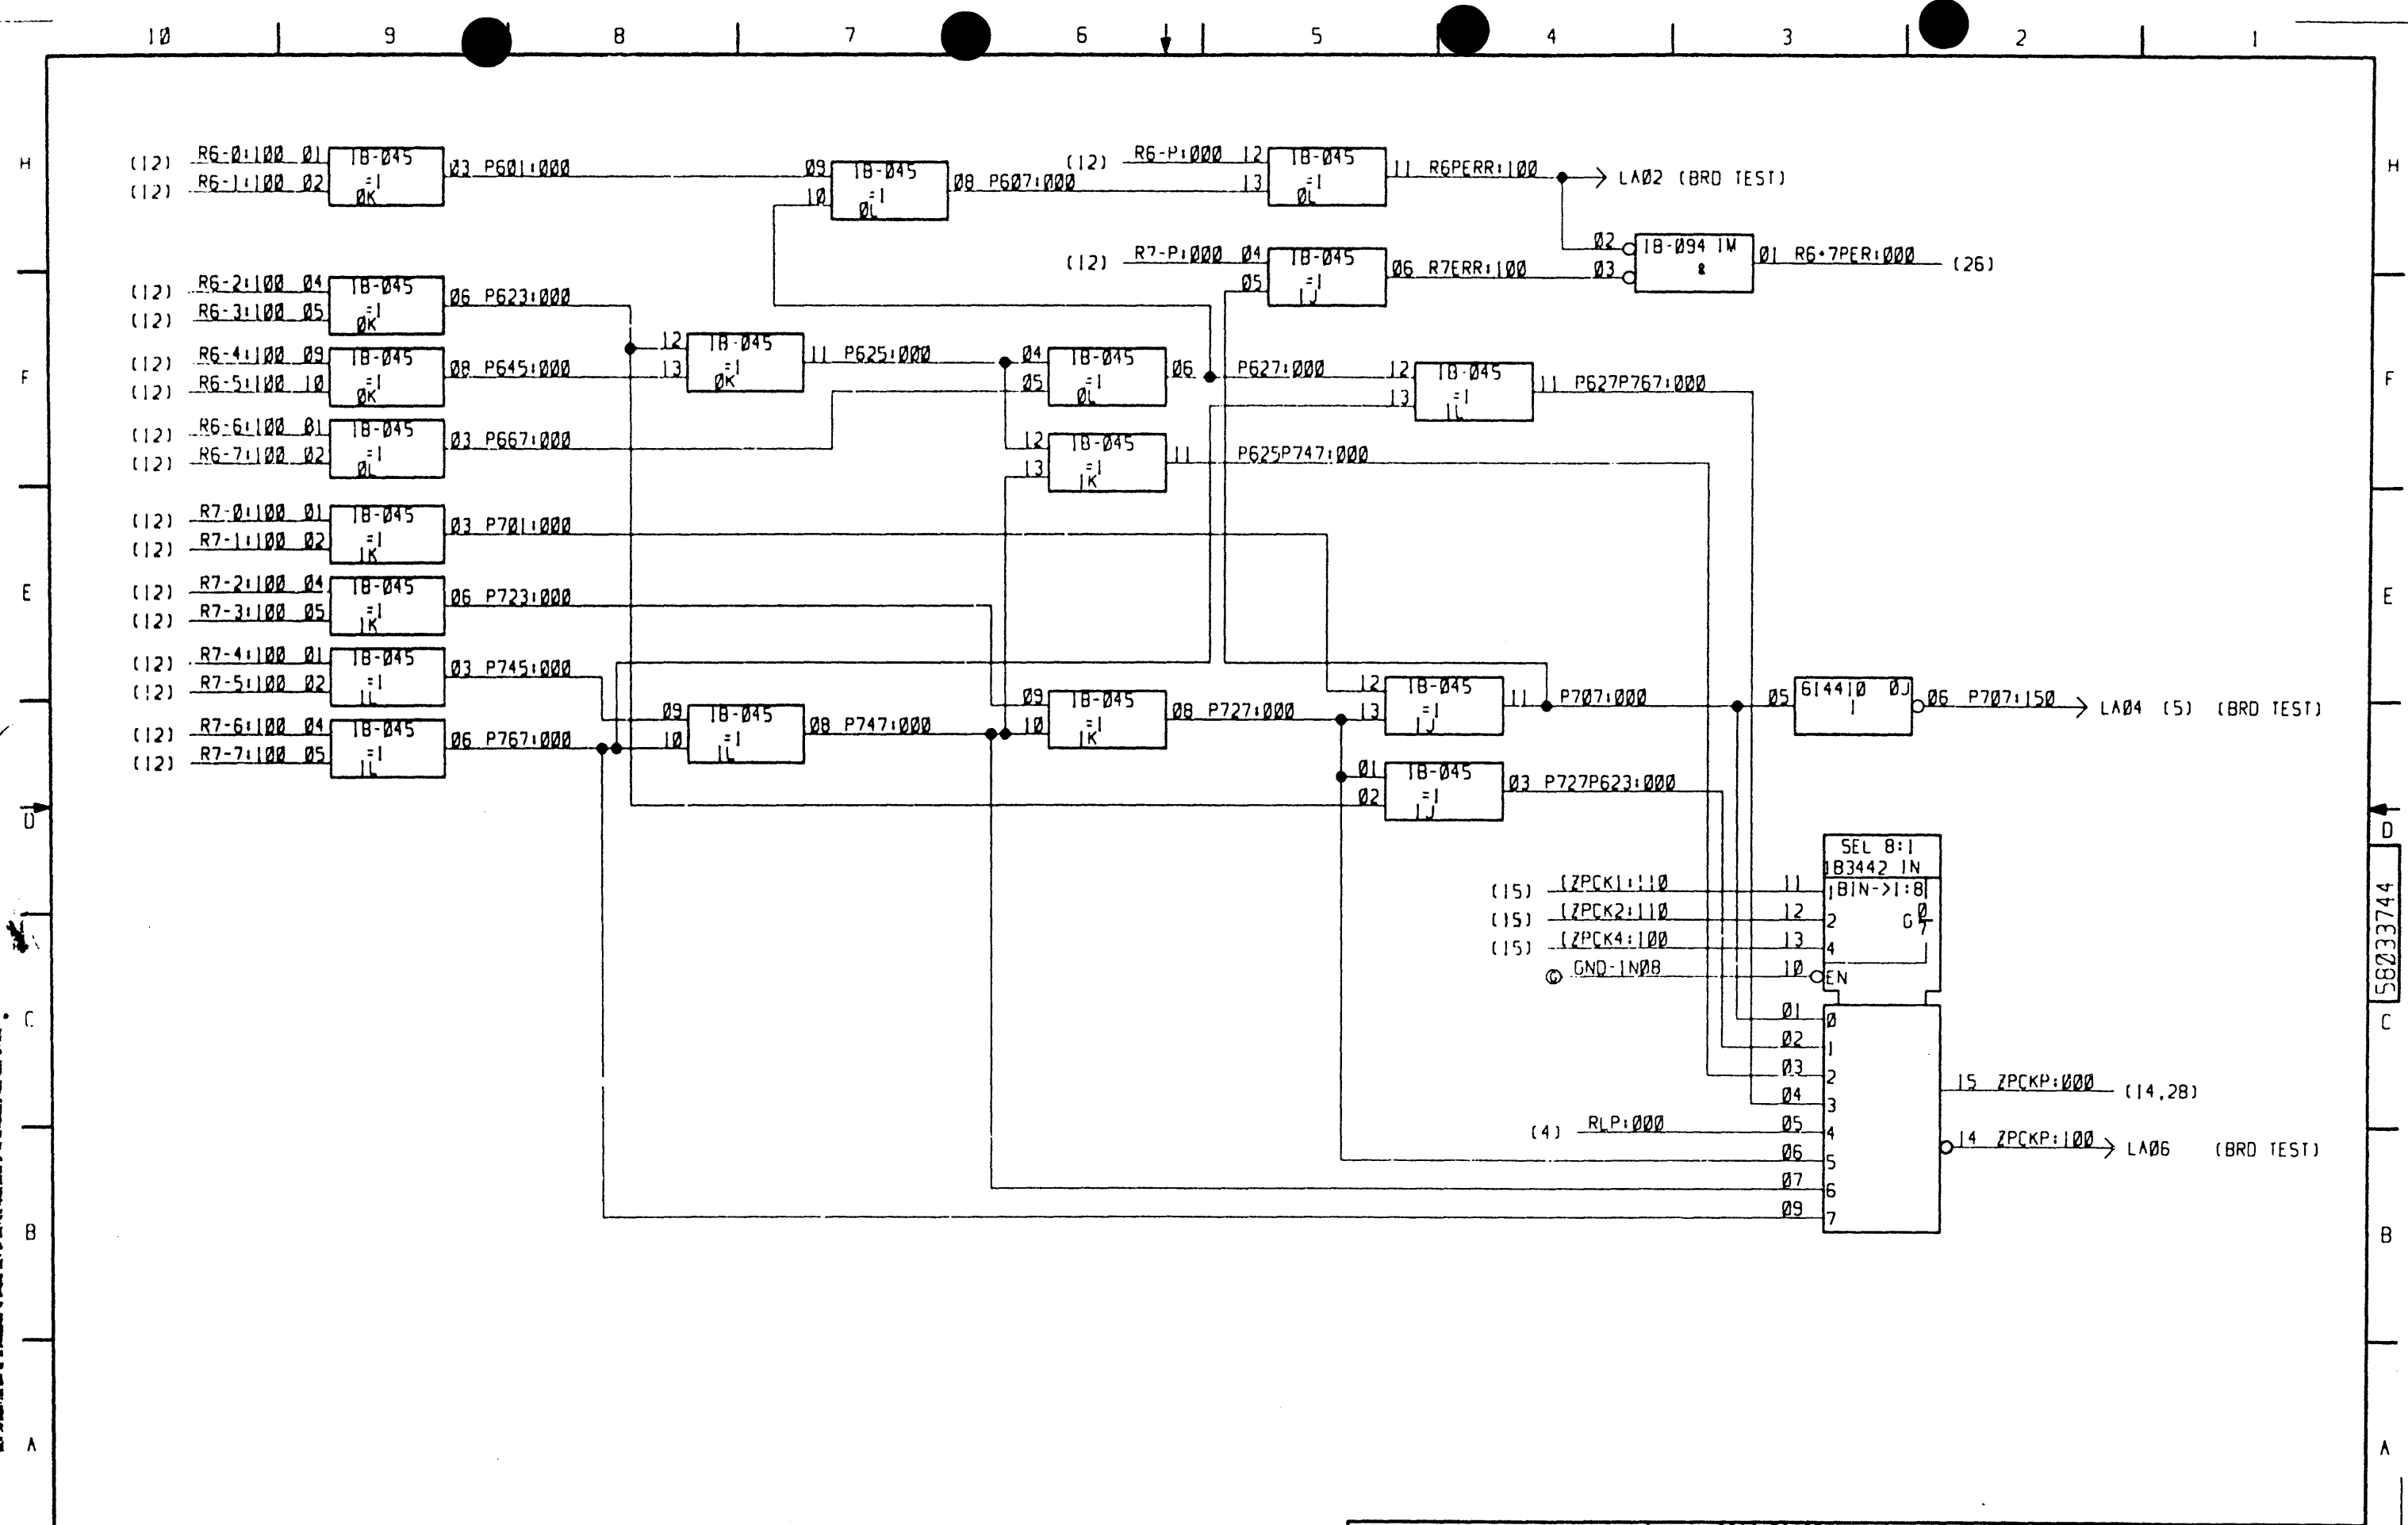 10 9 8 7 6 5 4 3 2 1
H H
(12) R6-0:100 01 1B-045 =1 0K 03 P601:000
(12) R6-1:100 02
09 10 1B-045 =1 0L 08 P607:000
(12) R6-P:000 12 13 1B-045 =1 0L 11 R6PERR:100 LA02 (BRD TEST)
(12) R7-P:000 04 05 1B-045 =1 1J 06 R7ERR:100
02 03 1B-094 1M & 01 R6+7PER:000 (26)
(12) R6-2:100 04 1B-045 =1 0K 06 P623:000
(12) R6-3:100 05
F F
(12) R6-4:100 09 1B-045 =1 0K 08 P645:000
(12) R6-5:100 10
12 13 1B-045 =1 0K 11 P625:000
04 05 1B-045 =1 0L 06 P627:000
12 13 1B-045 =1 1L 11 P627P767:000
(12) R6-6:100 01 1B-045 =1 0L 03 P667:000
(12) R6-7:100 02
12 13 1B-045 =1 1K 11 P625P747:000
(12) R7-0:100 01 1B-045 =1 1K 03 P701:000
(12) R7-1:100 02
E E
(12) R7-2:100 04 1B-045 =1 1K 06 P723:000
(12) R7-3:100 05
(12) R7-4:100 01 1B-045 =1 1L 03 P745:000
(12) R7-5:100 02
(12) R7-6:100 04 1B-045 =1 1L 06 P767:000
(12) R7-7:100 05
09 10 1B-045 =1 1L 08 P747:000
09 10 1B-045 =1 1K 08 P727:000
12 13 1B-045 =1 1J 11 P707:000
05 614410 0J 1 06 P707:150 LA04 (5) (BRD TEST)
01 02 1B-045 =1 1J 03 P727P623:000
D D
SEL 8:1
1B3442 1N
BIN->1:8
(15) [ZPCK1:110 11 1
(15) [ZPCK2:110 12 2 G 0 7
(15) [ZPCK4:100 13 4
G GND-1N08 10 EN
5B033744
C C
01 0
02 1
03 2
04 3
(4) RLP:000 05 4
06 5
07 6
09 7
15 ZPCKP:000 (14,28)
14 ZPCKP:100 LA06 (BRD TEST)
B B
A A